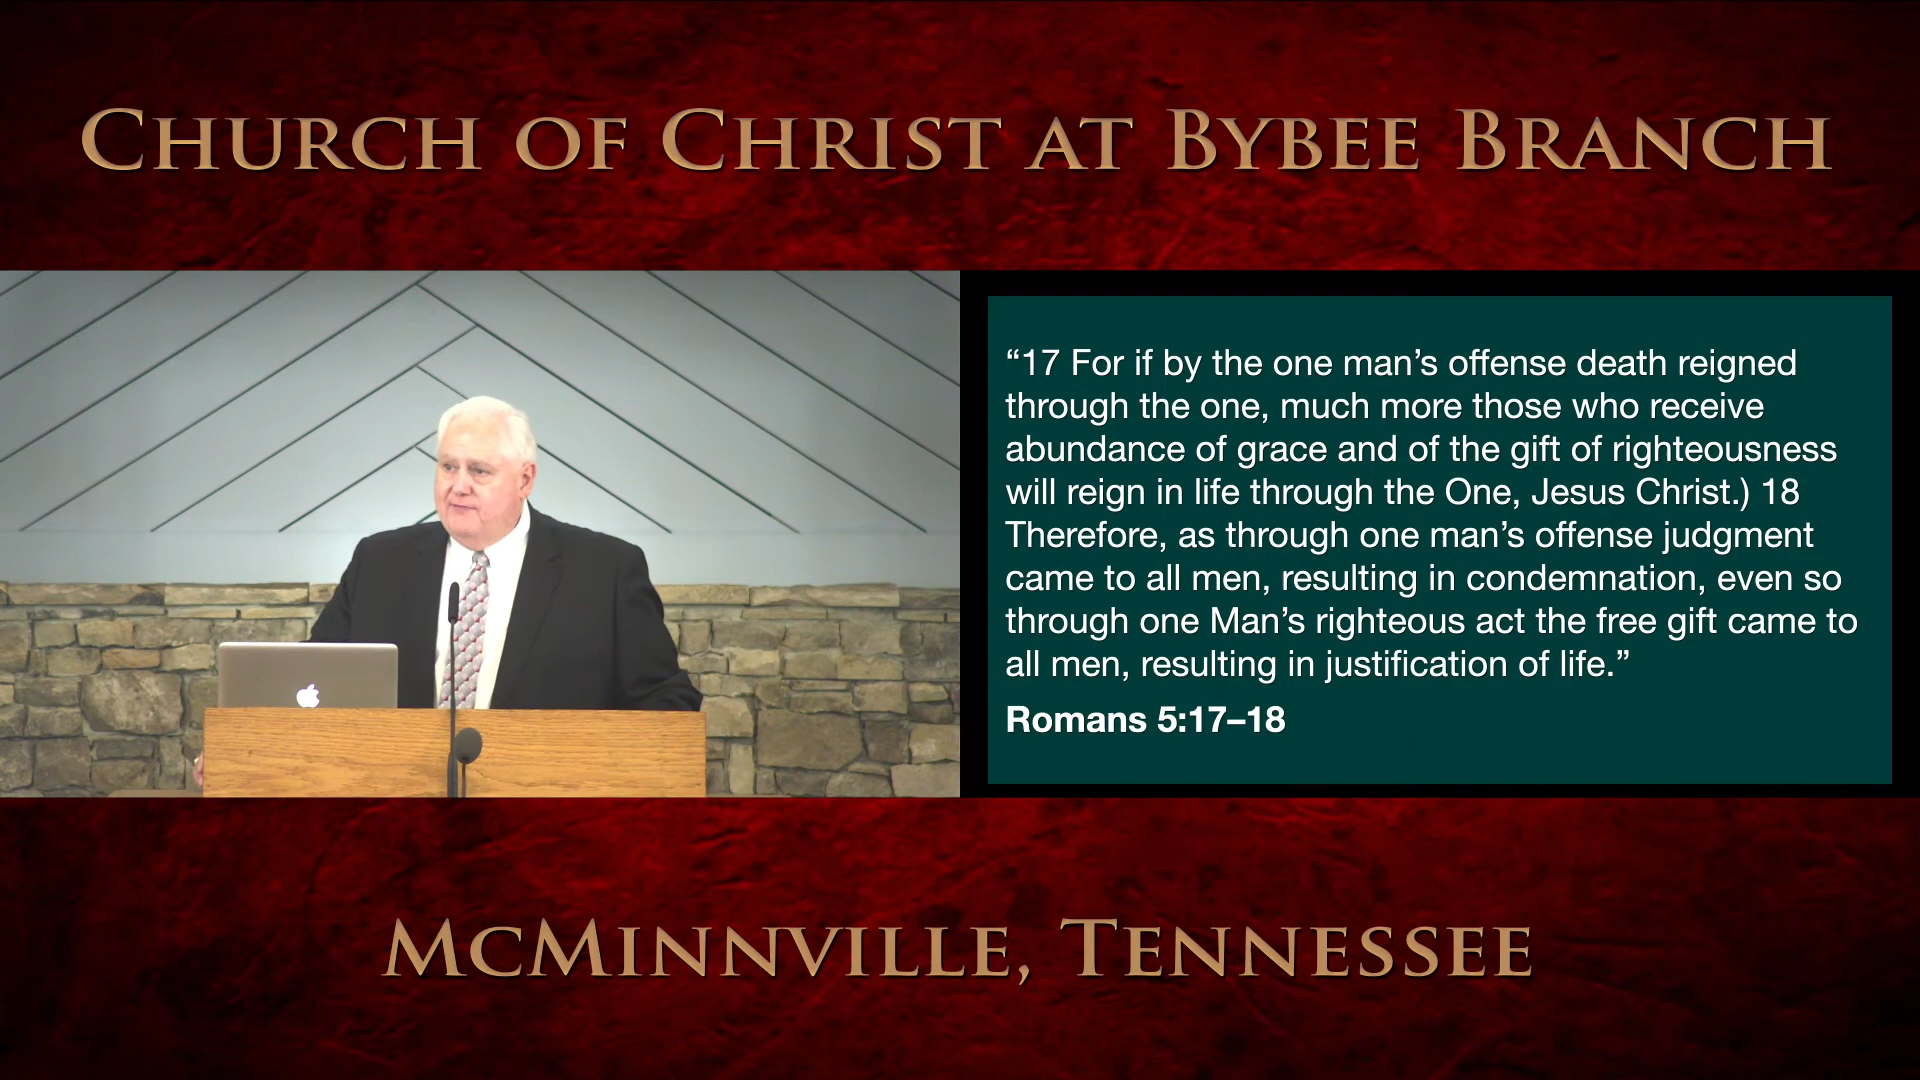 Church of Christ at Bybee Branch
“17 For if by the one man’s offense death reigned
through the one, much more those who receive
abundance of grace and of the gift of righteousness
will reign in life through the One, Jesus Christ.) 18
Therefore, as through one man’s offense judgment
came to all men, resulting in condemnation, even so
through one Man’s righteous act the free gift came to
all men, resulting in justification of life.”
Romans 5:17–18
McMinnville, Tennessee